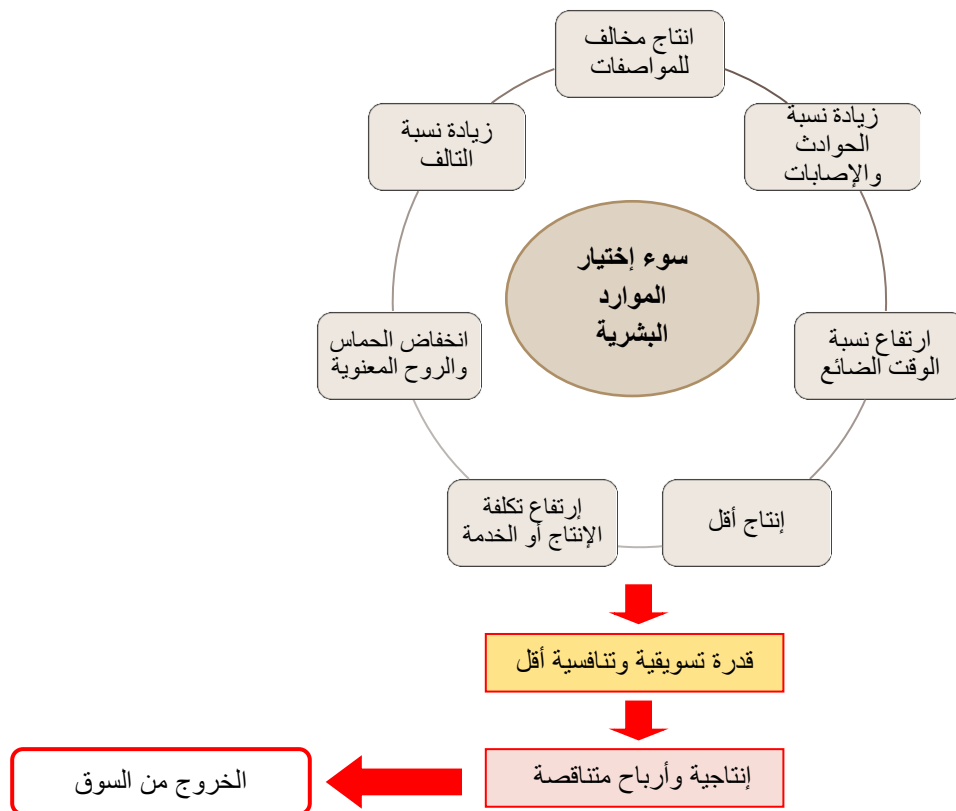 انتاج مخالف
للمواصفات
زيادة نسبة
الحوادث
والإصابات
ارتفاع نسبة
الوقت الضائع
إنتاج أقل
إرتفاع تكلفة
الإنتاج أو الخدمة
انخفاض الحماس
والروح المعنوية
زيادة نسبة
التالف
سوء إختيار
الموارد
البشرية
قدرة تسويقية وتنافسية أقل
إنتاجية وأرباح متناقصة
الخروج من السوق